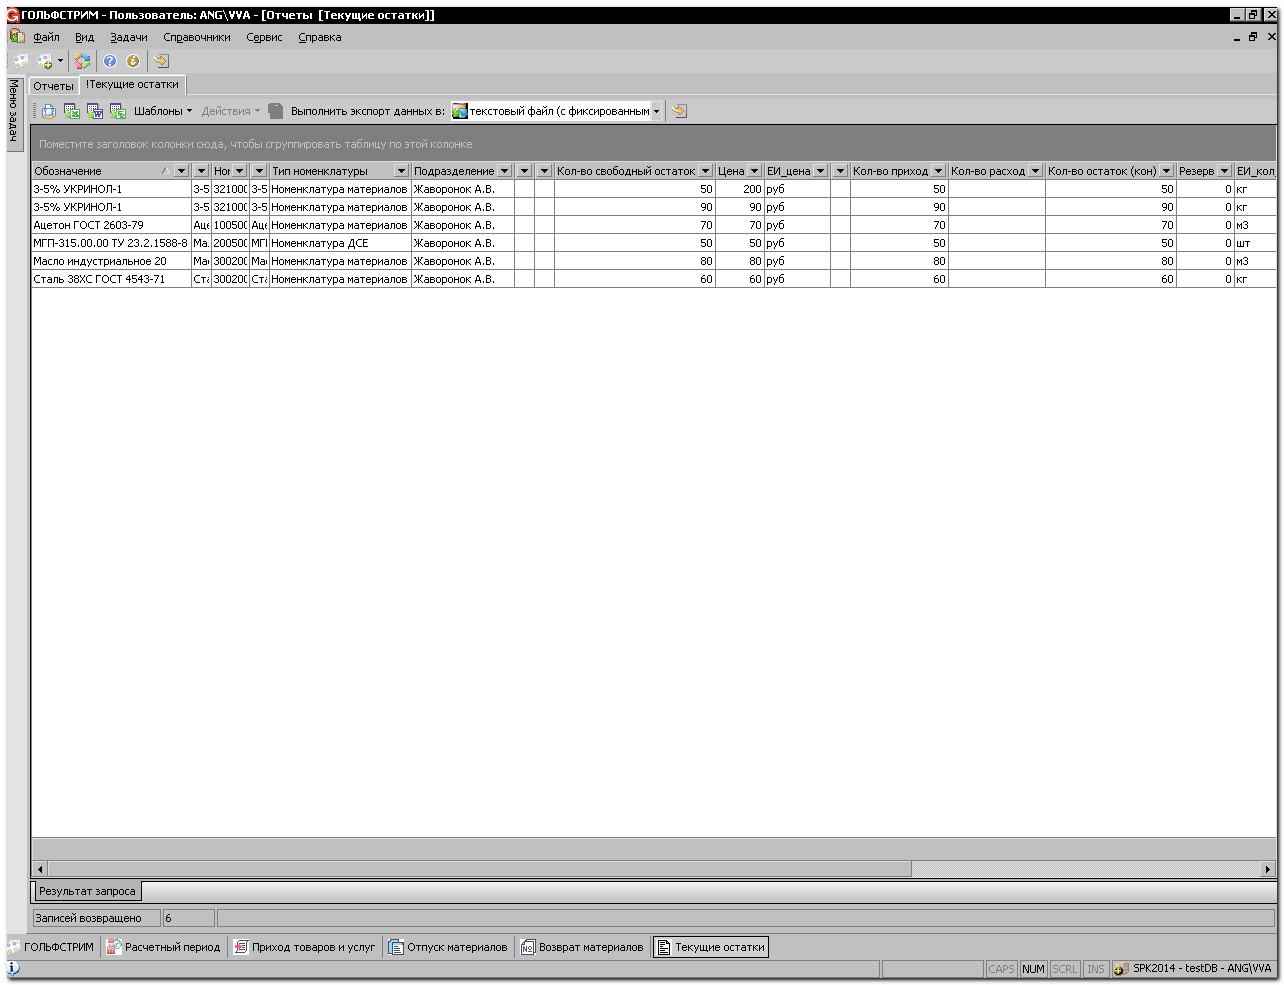 ГОЛЬФСТРИМ - Пользователь: ANG\VVA - [Отчеты [Текущие остатки]]
Файл Вид Задачи Справочники Сервис Справка
Меню задач
Отчеты !Текущие остатки
Шаблоны Действия Выполнить экспорт данных в: текстовый файл (с фиксированным
Поместите заголовок колонки сюда, чтобы сгруппировать таблицу по этой колонке
Обозначение Ног Тип номенклатуры Подразделение Кол-во свободный остаток Цена ЕИ_цена Кол-во приход Кол-во расход Кол-во остаток (кон) Резерв ЕИ_кол
3-5% УКРИНОЛ-1 3-5 321000 3-5 Номенклатура материалов Жаворонок А.В. 50 200 руб 50 50 0 кг
3-5% УКРИНОЛ-1 3-5 321000 3-5 Номенклатура материалов Жаворонок А.В. 90 90 руб 90 90 0 кг
Ацетон ГОСТ 2603-79 Аце 100500 Аце Номенклатура материалов Жаворонок А.В. 70 70 руб 70 70 0 м3
МГП-315.00.00 ТУ 23.2.1588-8 Ма. 200500 МГП Номенклатура ДСЕ Жаворонок А.В. 50 50 руб 50 50 0 шт
Масло индустриальное 20 Мас 300200 Мас Номенклатура материалов Жаворонок А.В. 80 80 руб 80 80 0 м3
Сталь 38ХС ГОСТ 4543-71 Ста 300200 Ста Номенклатура материалов Жаворонок А.В. 60 60 руб 60 60 0 кг
Результат запроса
Записей возвращено 6
ГОЛЬФСТРИМ Расчетный период Приход товаров и услуг Отпуск материалов Возврат материалов Текущие остатки
CAPS NUM SCRL INS SPK2014 - testDB - ANG\VVA